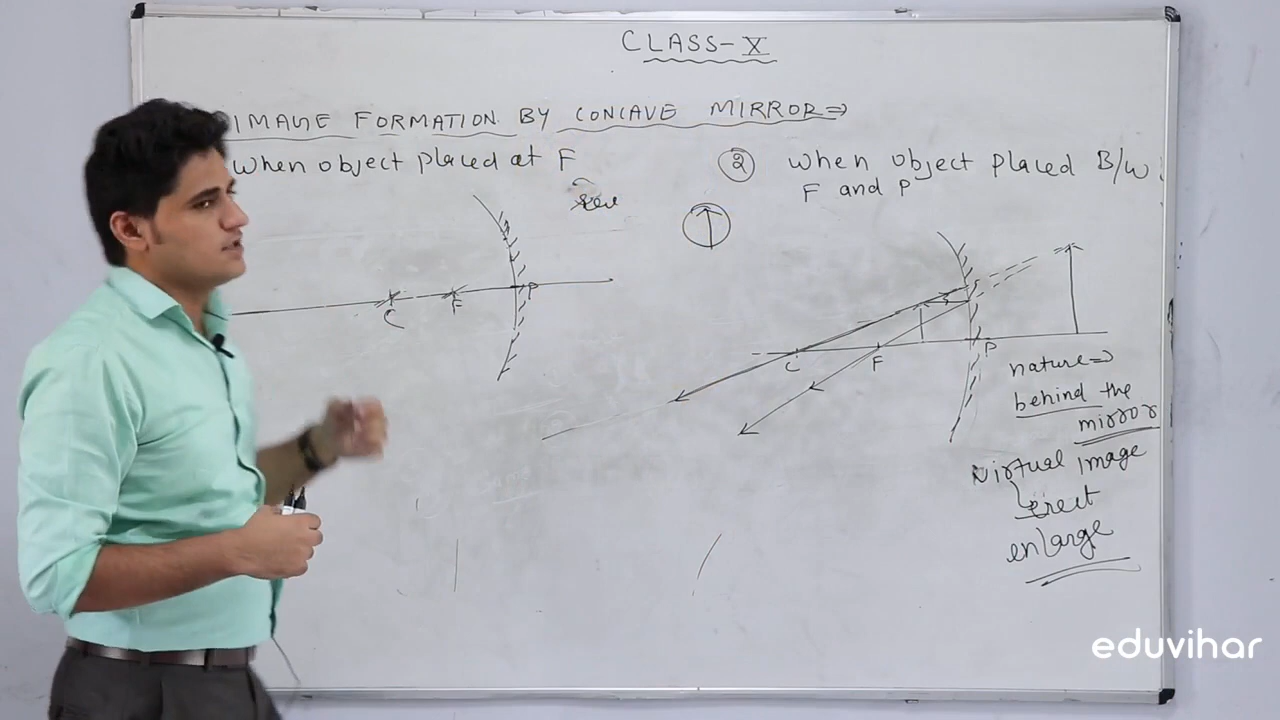 CLASS-X
IMAGE FORMATION BY CONCAVE MIRROR⇒
When object placed at F
② When object placed B/W
F and P
C
F
P
C
F
P
nature⇒
behind the
mirror
Virtual image
erect
enlarge
eduvihar